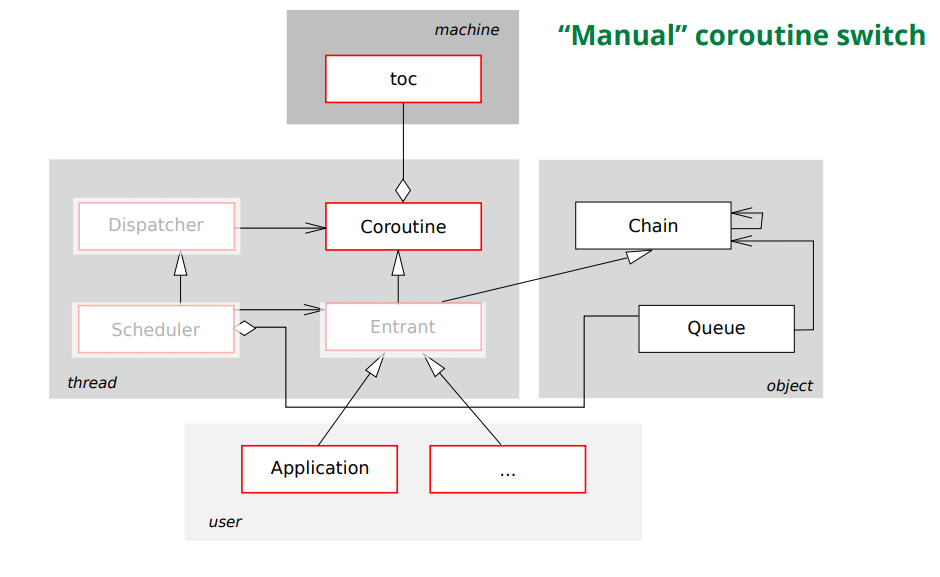 machine
“Manual” coroutine switch
toc
Dispatcher
Coroutine
Chain
Scheduler
Entrant
Queue
thread
object
Application
...
user